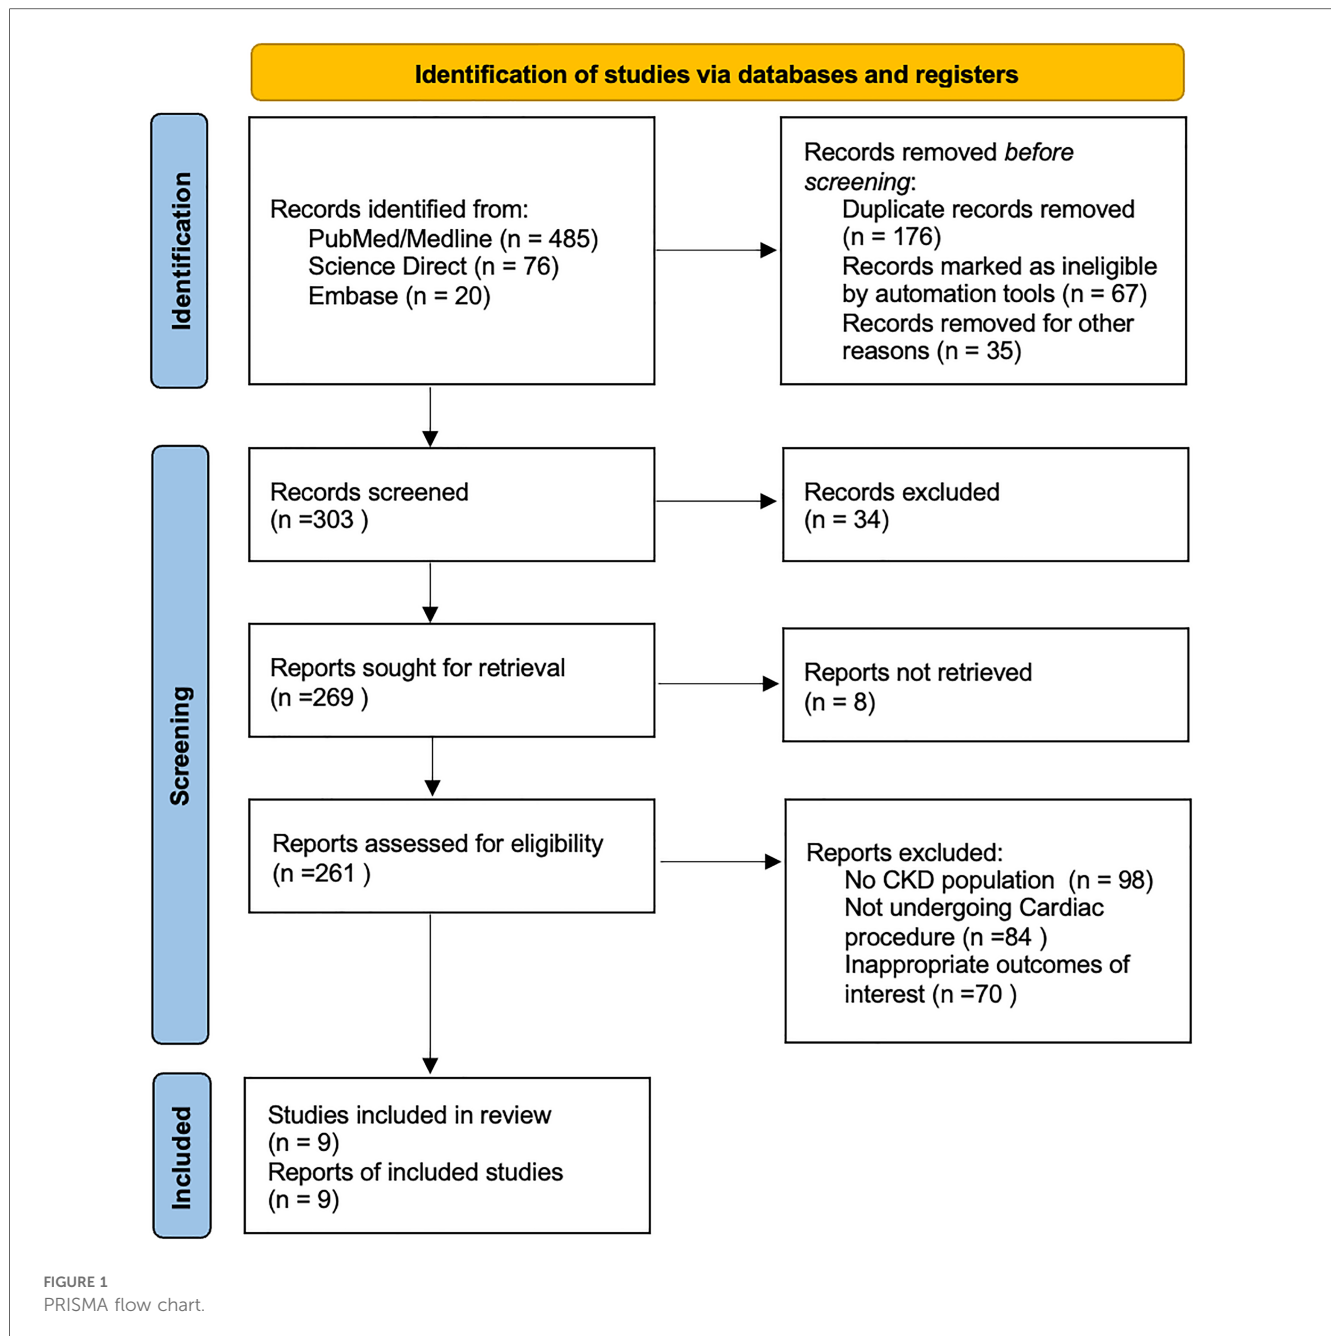 Identification of studies via databases and registers
Identification
Records identified from:
PubMed/Medline (n = 485)
Science Direct (n = 76)
Embase (n = 20)
Records removed before
screening:
Duplicate records removed
(n = 176)
Records marked as ineligible
by automation tools (n = 67)
Records removed for other
reasons (n = 35)
Screening
Records screened
(n =303 )
Records excluded
(n = 34)
Reports sought for retrieval
(n =269 )
Reports not retrieved
(n = 8)
Reports assessed for eligibility
(n =261 )
Reports excluded:
No CKD population  (n = 98)
Not undergoing Cardiac
procedure (n =84 )
Inappropriate outcomes of
interest (n =70 )
Included
Studies included in review
(n = 9)
Reports of included studies
(n = 9)
FIGURE 1
PRISMA flow chart.